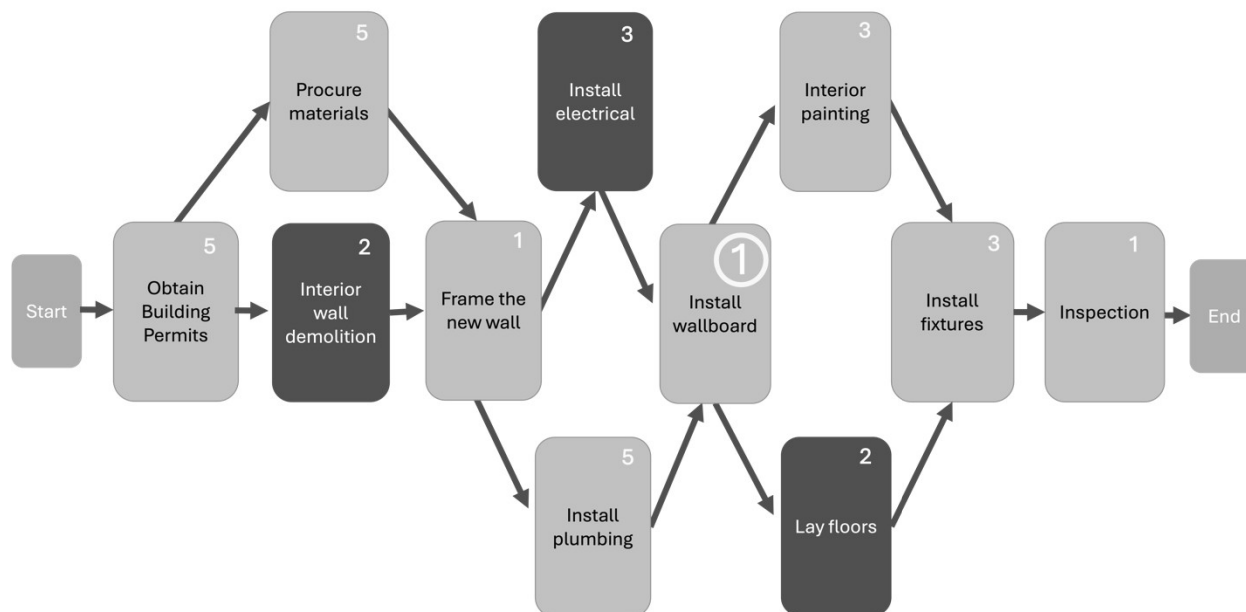 Start
5
Obtain
Building
Permits
5
Procure
materials
2
Interior
wall
demolition
1
Frame the
new wall
3
Install
electrical
5
Install
plumbing
1
Install
wallboard
3
Interior
painting
2
Lay floors
3
Install
fixtures
1
Inspection
End